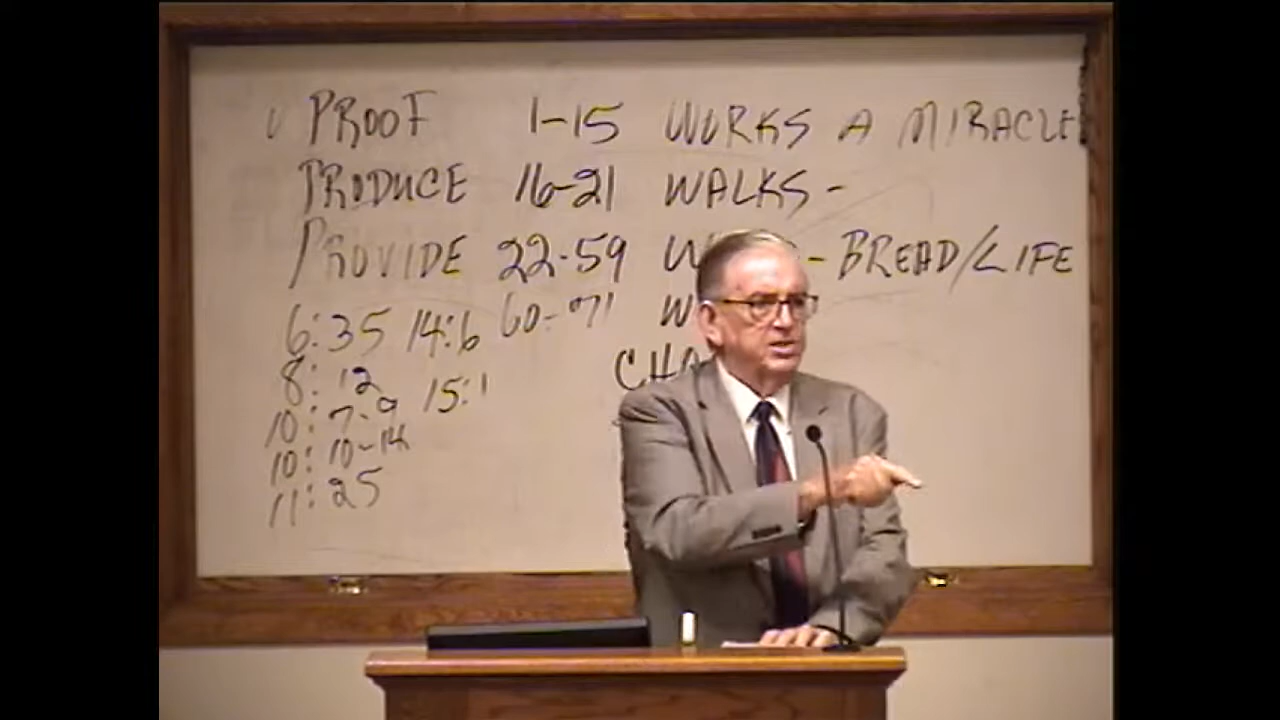 PROOF 1-15 WORKS A MIRACLE
PRODUCE 16-21 WALKS -
PROVIDE 22-59 W - BREAD/LIFE
60-71 W
CHA
6:35 14:6
8:12 15:1
10:7-9
10:10-14
11:25